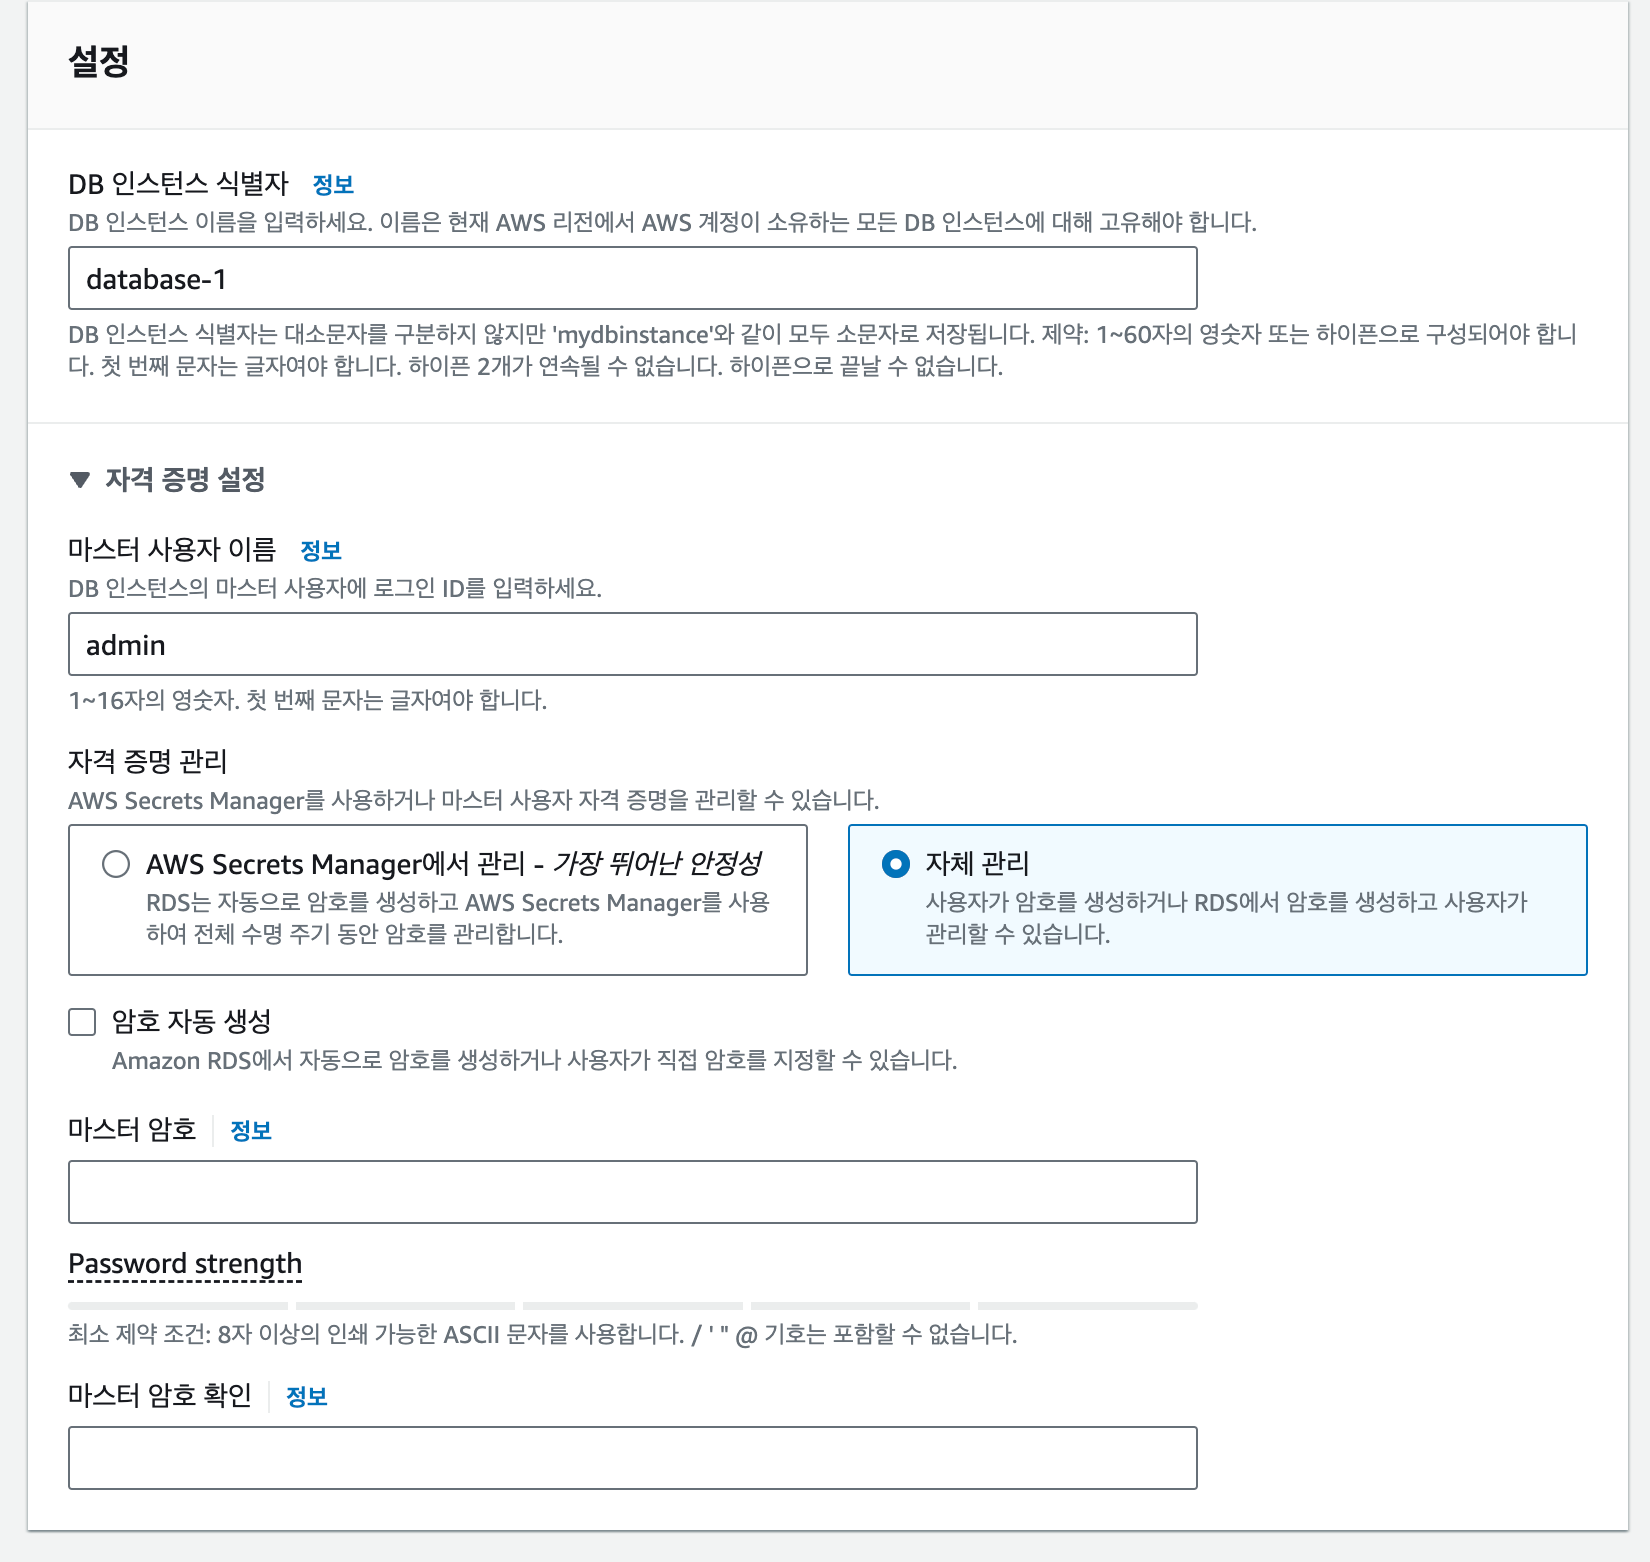 설정
DB 인스턴스 식별자 정보
DB 인스턴스 이름을 입력하세요. 이름은 현재 AWS 리전에서 AWS 계정이 소유하는 모든 DB 인스턴스에 대해 고유해야 합니다.
database-1
DB 인스턴스 식별자는 대소문자를 구분하지 않지만 'mydbinstance'와 같이 모두 소문자로 저장됩니다. 제약: 1~60자의 영숫자 또는 하이픈으로 구성되어야 합니
다. 첫 번째 문자는 글자여야 합니다. 하이픈 2개가 연속될 수 없습니다. 하이픈으로 끝날 수 없습니다.
▼ 자격 증명 설정
마스터 사용자 이름 정보
DB 인스턴스의 마스터 사용자에 로그인 ID를 입력하세요.
admin
1~16자의 영숫자. 첫 번째 문자는 글자여야 합니다.
자격 증명 관리
AWS Secrets Manager를 사용하거나 마스터 사용자 자격 증명을 관리할 수 있습니다.
AWS Secrets Manager에서 관리 - 가장 뛰어난 안정성
RDS는 자동으로 암호를 생성하고 AWS Secrets Manager를 사용
하여 전체 수명 주기 동안 암호를 관리합니다.
자체 관리
사용자가 암호를 생성하거나 RDS에서 암호를 생성하고 사용자가
관리할 수 있습니다.
암호 자동 생성
Amazon RDS에서 자동으로 암호를 생성하거나 사용자가 직접 암호를 지정할 수 있습니다.
마스터 암호 정보
Password strength
최소 제약 조건: 8자 이상의 인쇄 가능한 ASCII 문자를 사용합니다. / ' " @ 기호는 포함할 수 없습니다.
마스터 암호 확인 정보